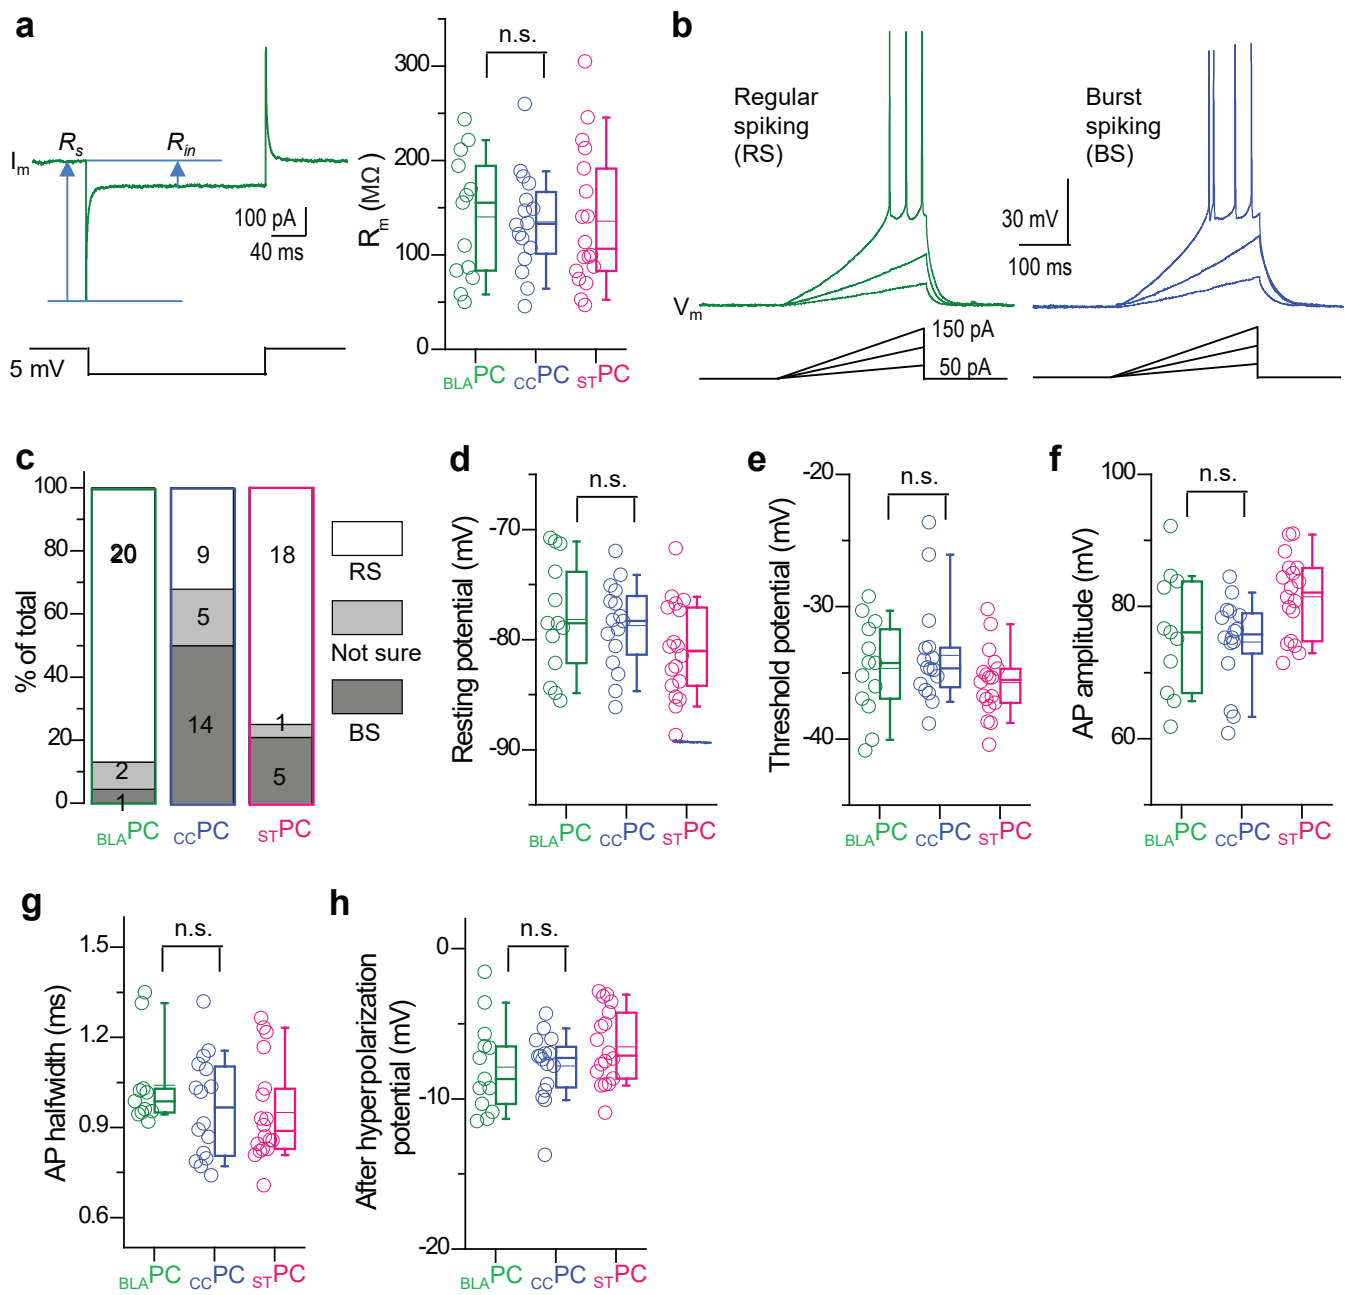 a
Im
Rs
Rin
100 pA
40 ms
5 mV
n.s.
Rm (MΩ)
300
200
100
0
BLAPC
CCPC
STPC
b
Regular
spiking
(RS)
Burst
spiking
(BS)
30 mV
100 ms
Vm
150 pA
50 pA
c
% of total
100
80
60
40
20
0
20
2
1
9
5
14
18
1
5
RS
Not sure
BS
BLAPC
CCPC
STPC
d
n.s.
Resting potential (mV)
-70
-80
-90
BLAPC
CCPC
STPC
e
n.s.
Threshold potential (mV)
-20
-30
-40
BLAPC
CCPC
STPC
f
n.s.
AP amplitude (mV)
100
80
60
BLAPC
CCPC
STPC
g
n.s.
AP halfwidth (ms)
1.5
1.2
0.9
0.6
BLAPC
CCPC
STPC
h
n.s.
After hyperpolarization
potential (mV)
0
-10
-20
BLAPC
CCPC
STPC